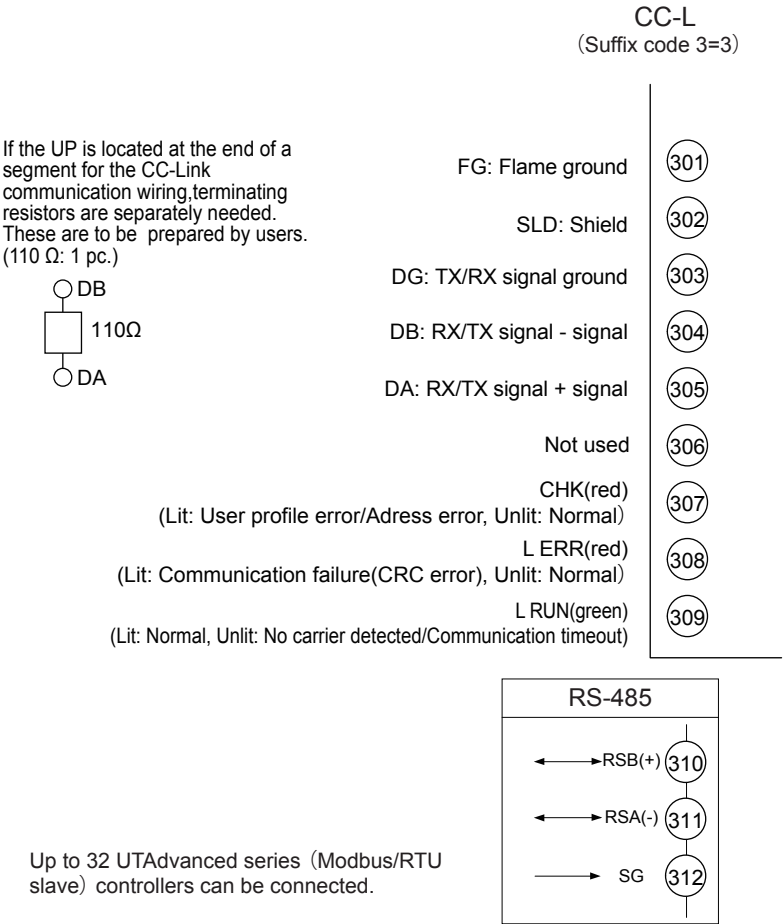 CC-L
（Suffix code 3=3）
If the UP is located at the end of a
segment for the CC-Link
communication wiring,terminating
resistors are separately needed.
These are to be prepared by users.
(110 Ω: 1 pc.)
DB
110Ω
DA
FG: Flame ground 301
SLD: Shield 302
DG: TX/RX signal ground 303
DB: RX/TX signal - signal 304
DA: RX/TX signal + signal 305
Not used 306
CHK(red)
(Lit: User profile error/Adress error, Unlit: Normal） 307
L ERR(red)
(Lit: Communication failure(CRC error), Unlit: Normal） 308
L RUN(green)
(Lit: Normal, Unlit: No carrier detected/Communication timeout) 309
RS-485
RSB(+) 310
RSA(-) 311
SG 312
Up to 32 UTAdvanced series（Modbus/RTU
slave）controllers can be connected.